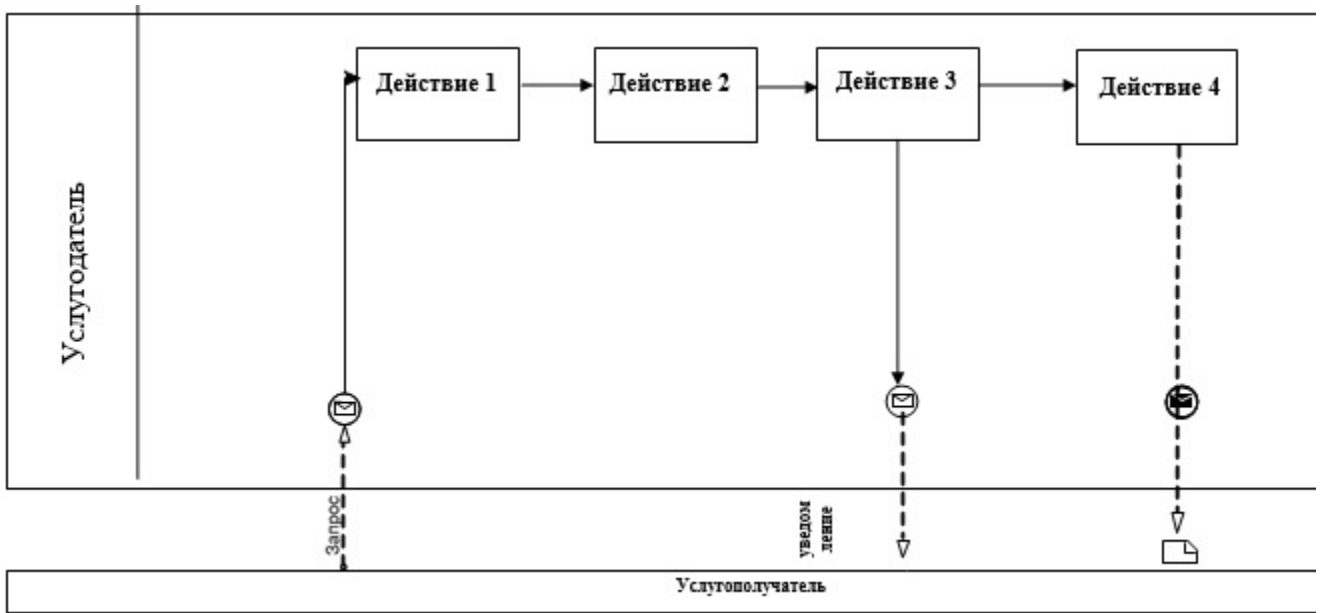 Действие 1
Действие 2
Действие 3
Действие 4
Услугодатель
Запрос
уведом
ление
Услугополучатель